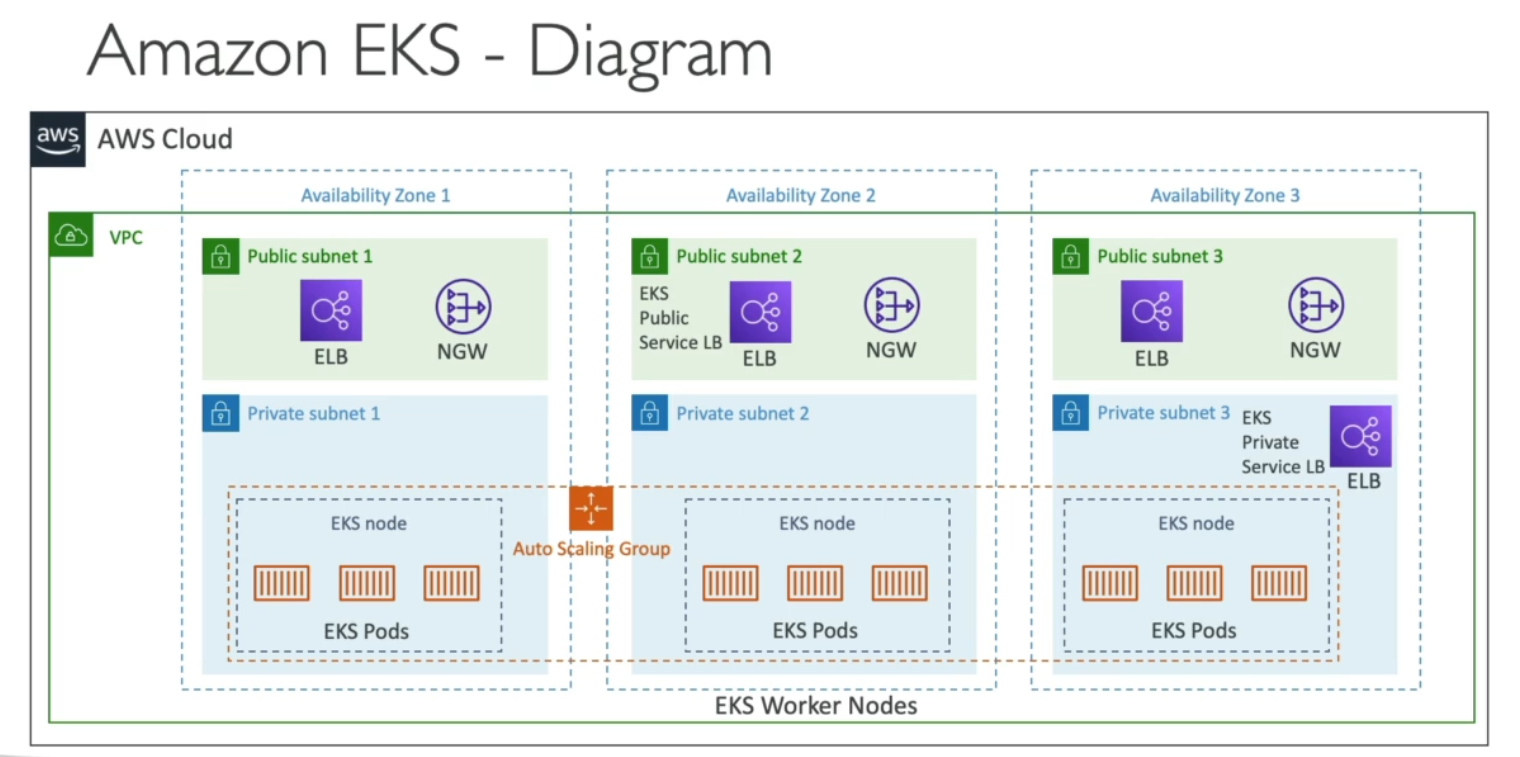 Amazon EKS - Diagram
aws
AWS Cloud
Availability Zone 1
Availability Zone 2
Availability Zone 3
VPC
Public subnet 1
ELB
NGW
Public subnet 2
EKS
Public
Service LB
ELB
NGW
Public subnet 3
ELB
NGW
Private subnet 1
Private subnet 2
Private subnet 3
EKS
Private
Service LB
ELB
Auto Scaling Group
EKS node
EKS Pods
EKS node
EKS Pods
EKS node
EKS Pods
EKS Worker Nodes